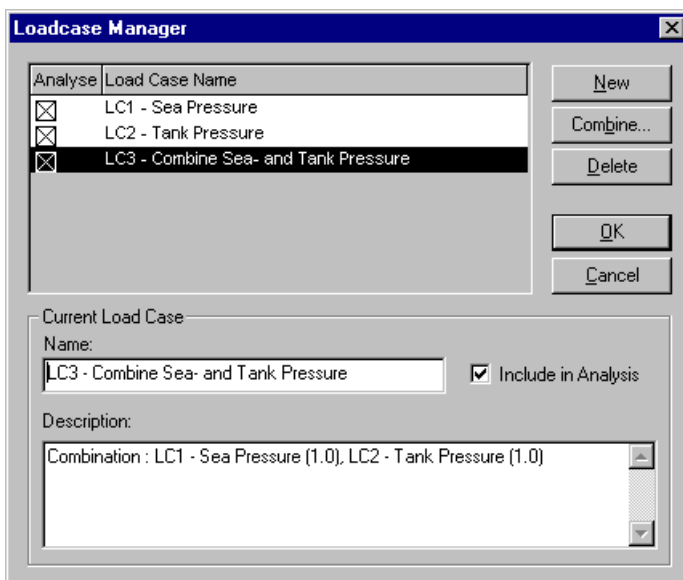 Loadcase Manager
Analyse Load Case Name
LC1 - Sea Pressure
LC2 - Tank Pressure
LC3 - Combine Sea- and Tank Pressure
New
Combine...
Delete
OK
Cancel
Current Load Case
Name:
LC3 - Combine Sea- and Tank Pressure
Include in Analysis
Description:
Combination : LC1 - Sea Pressure (1.0), LC2 - Tank Pressure (1.0)